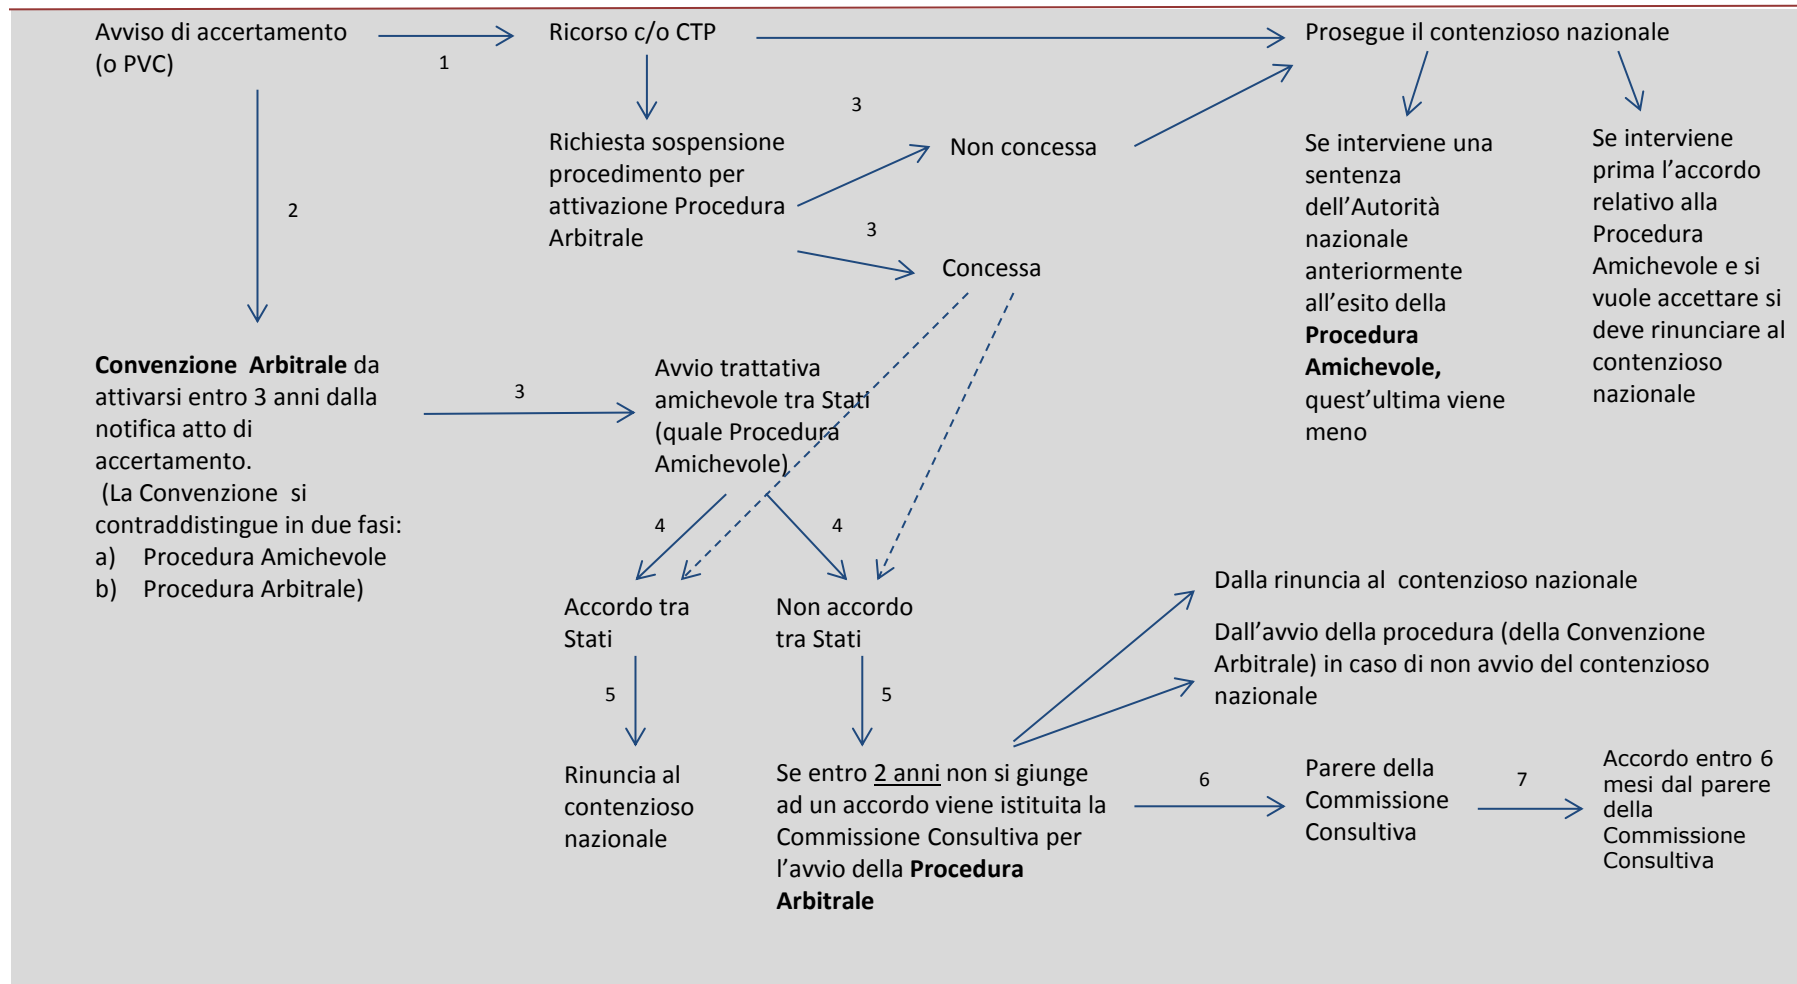 Avviso di accertamento
(o PVC)
1
Ricorso c/o CTP
Prosegue il contenzioso nazionale
2
Richiesta sospensione
procedimento per
attivazione Procedura
Arbitrale
3
Non concessa
3
Concessa
Se interviene una
sentenza
dell’Autorità
nazionale
anteriormente
all’esito della
Procedura
Amichevole,
quest’ultima viene
meno
Se interviene
prima l’accordo
relativo alla
Procedura
Amichevole e si
vuole accettare si
deve rinunciare al
contenzioso
nazionale
Convenzione Arbitrale da
attivarsi entro 3 anni dalla
notifica atto di
accertamento.
(La Convenzione si
contraddistingue in due fasi:
a) Procedura Amichevole
b) Procedura Arbitrale)
3
Avvio trattativa
amichevole tra Stati
(quale Procedura
Amichevole)
4
4
Accordo tra
Stati
Non accordo
tra Stati
5
5
Rinuncia al
contenzioso
nazionale
Se entro 2 anni non si giunge
ad un accordo viene istituita la
Commissione Consultiva per
l’avvio della Procedura
Arbitrale
Dalla rinuncia al contenzioso nazionale
Dall’avvio della procedura (della Convenzione
Arbitrale) in caso di non avvio del contenzioso
nazionale
6
Parere della
Commissione
Consultiva
7
Accordo entro 6
mesi dal parere
della
Commissione
Consultiva